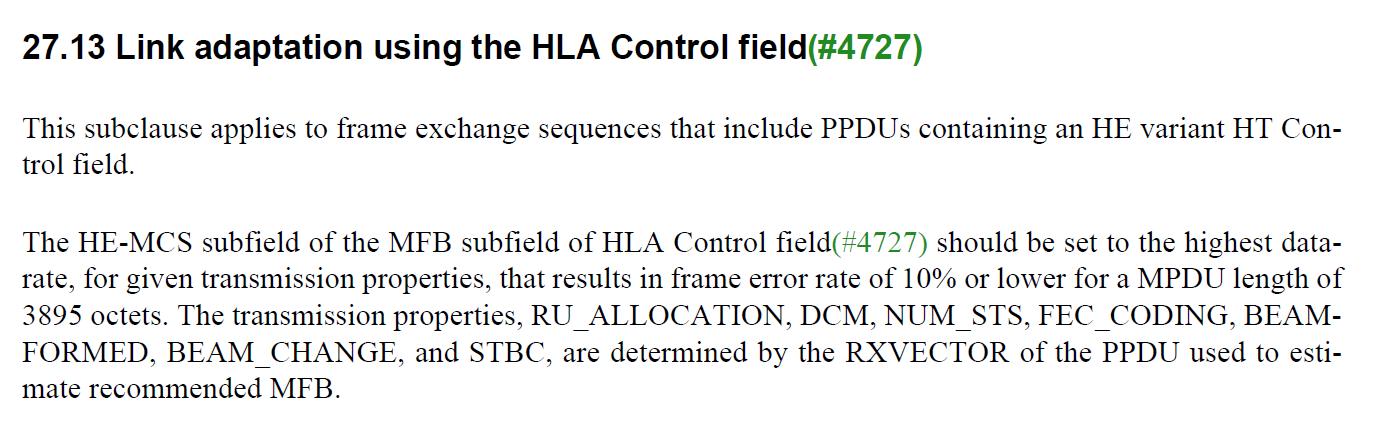 27.13 Link adaptation using the HLA Control field(#4727)
This subclause applies to frame exchange sequences that include PPDUs containing an HE variant HT Con-
trol field.
The HE-MCS subfield of the MFB subfield of HLA Control field(#4727) should be set to the highest data-
rate, for given transmission properties, that results in frame error rate of 10% or lower for a MPDU length of
3895 octets. The transmission properties, RU_ALLOCATION, DCM, NUM_STS, FEC_CODING, BEAM-
FORMED, BEAM_CHANGE, and STBC, are determined by the RXVECTOR of the PPDU used to esti-
mate recommended MFB.